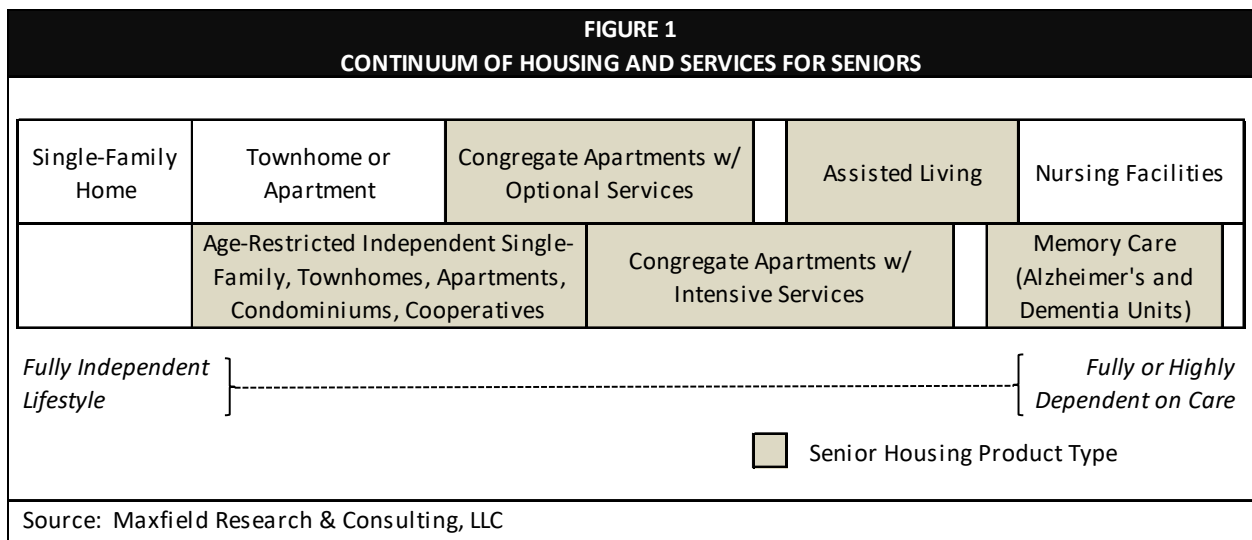 FIGURE 1
CONTINUUM OF HOUSING AND SERVICES FOR SENIORS
Single-Family
Home
Townhome or
Apartment
Congregate Apartments w/
Optional Services
Assisted Living
Nursing Facilities
Age-Restricted Independent Single-
Family, Townhomes, Apartments,
Condominiums, Cooperatives
Congregate Apartments w/
Intensive Services
Memory Care
(Alzheimer's and
Dementia Units)
Fully Independent
Lifestyle
Fully or Highly
Dependent on Care
Senior Housing Product Type
Source: Maxfield Research & Consulting, LLC